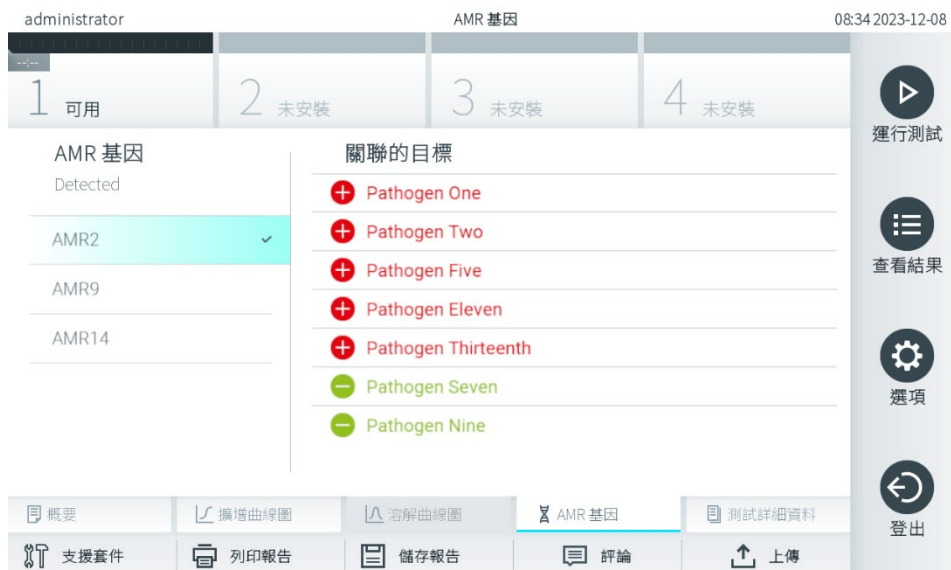 administrator AMR 基因 08:34 2023-12-08
--:--
1 可用 2 未安裝 3 未安裝 4 未安裝
運行測試
AMR 基因
Detected
AMR2
AMR9
AMR14
關聯的目標
Pathogen One
Pathogen Two
Pathogen Five
Pathogen Eleven
Pathogen Thirteenth
Pathogen Seven
Pathogen Nine
查看結果
選項
登出
概要 擴增曲線圖 溶解曲線圖 AMR 基因 測試詳細資料
支援套件 列印報告 儲存報告 評論 上傳